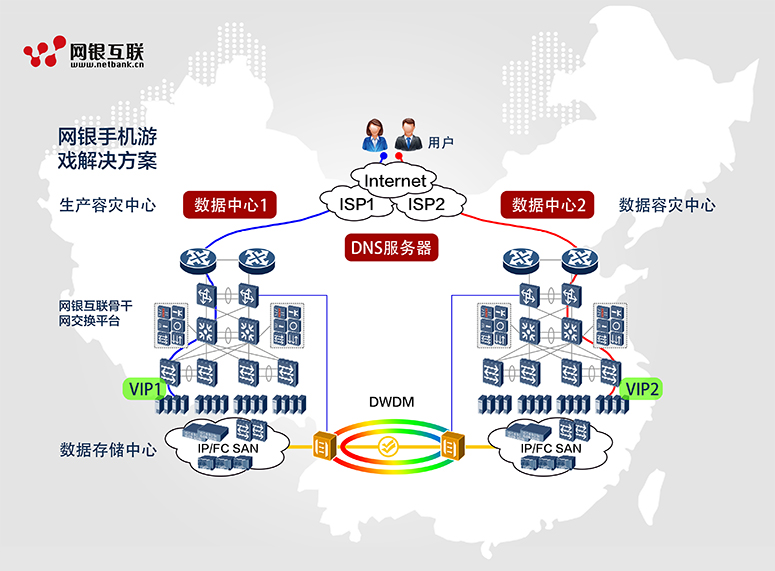 网银互联
www.netbank.cn
网银手机游
戏解决方案
用户
Internet
ISP1
ISP2
生产容灾中心
数据中心1
数据中心2
数据容灾中心
DNS服务器
网银互联骨干
网交换平台
VIP1
VIP2
DWDM
数据存储中心
IP/FC SAN
IP/FC SAN